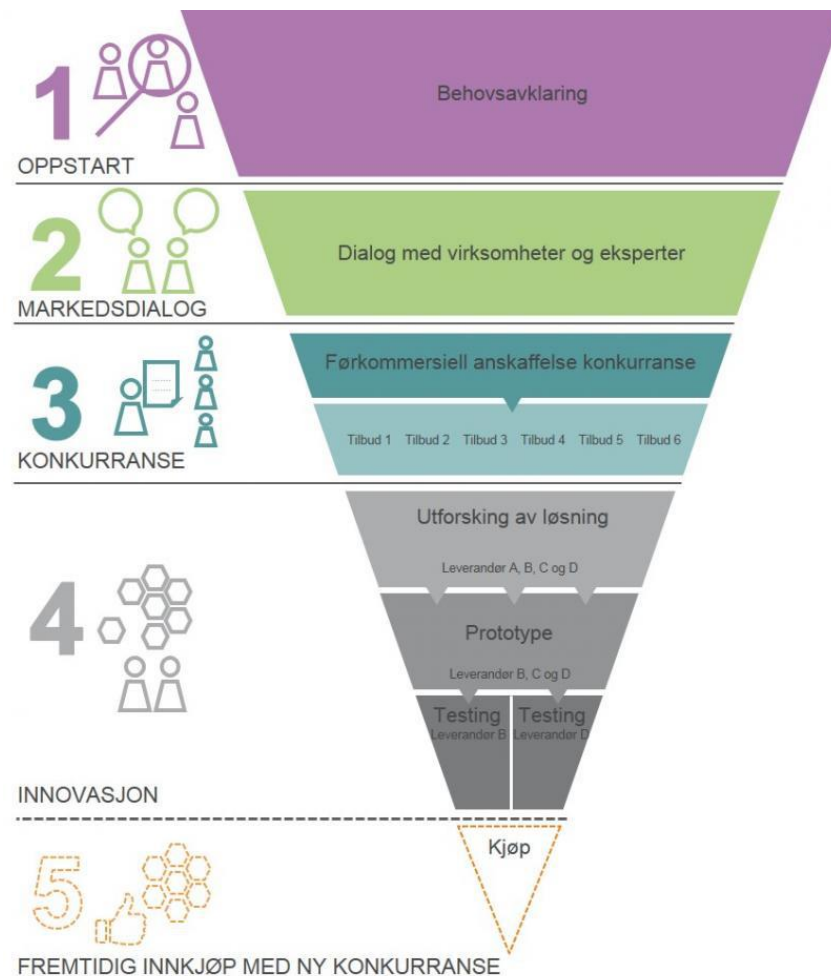 1
Behovsavklaring
OPPSTART
2
Dialog med virksomheter og eksperter
MARKEDSDIALOG
3
Førkommersiell anskaffelse konkurranse
Tilbud 1 Tilbud 2 Tilbud 3 Tilbud 4 Tilbud 5 Tilbud 6
KONKURRANSE
4
Utforsking av løsning
Leverandør A, B, C og D
Prototype
Leverandør B, C og D
Testing Testing
Leverandør B Leverandør D
INNOVASJON
5
Kjøp
FREMTIDIG INNKJØP MED NY KONKURRANSE